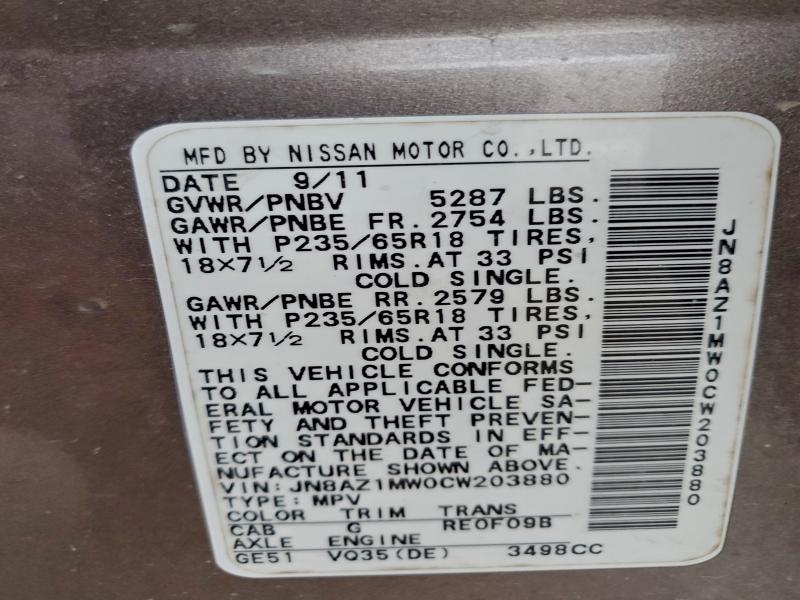 MFD BY NISSAN MOTOR CO.,LTD.
DATE 9/11
GVWR/PNBV 5287 LBS.
GAWR/PNBE FR. 2754 LBS.
WITH P235/65R18 TIRES,
18×7 1/2 RIMS. AT 33 PSI
COLD SINGLE.
GAWR/PNBE RR. 2579 LBS.
WITH P235/65R18 TIRES,
18×7 1/2 RIMS. AT 33 PSI
COLD SINGLE.
THIS VEHICLE CONFORMS
TO ALL APPLICABLE FED-
ERAL MOTOR VEHICLE SA-
FETY AND THEFT PREVEN-
TION STANDARDS IN EFF-
ECT ON THE DATE OF MA-
NUFACTURE SHOWN ABOVE.
VIN: JN8AZ1MW0CW203880
TYPE: MPV
COLOR TRIM TRANS
CAB G RE0F09B
AXLE ENGINE
GE51 VQ35(DE) 3498CC
JN8AZ1MW0CW203880